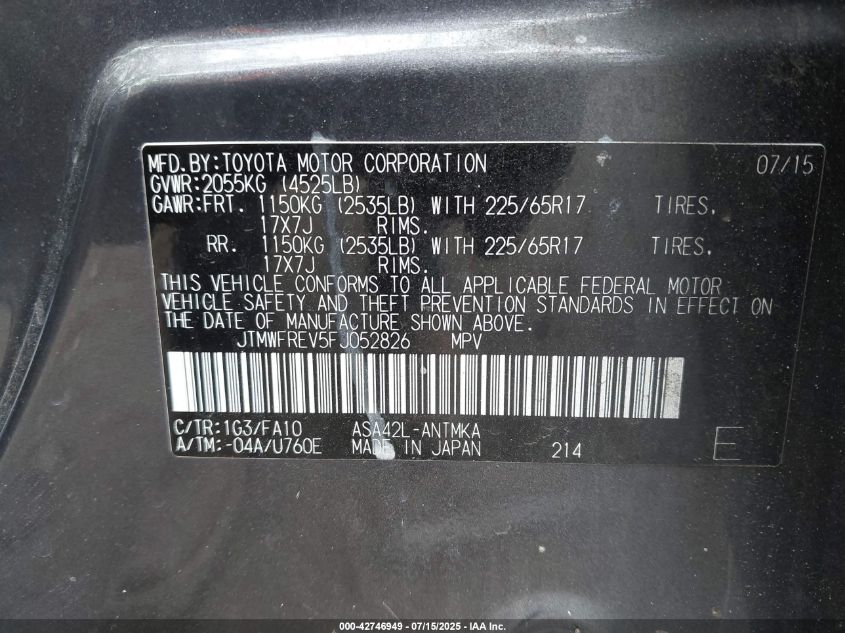 MFD.BY:TOYOTA MOTOR CORPORATION 07/15
GVWR:2055KG (4525LB)
GAWR:FRT. 1150KG (2535LB) WITH 225/65R17 TIRES,
17X7J RIMS.
RR. 1150KG (2535LB) WITH 225/65R17 TIRES,
17X7J RIMS.
THIS VEHICLE CONFORMS TO ALL APPLICABLE FEDERAL MOTOR
VEHICLE SAFETY AND THEFT PREVENTION STANDARDS IN EFFECT ON
THE DATE OF MANUFACTURE SHOWN ABOVE.
JTMWFREV5FJ052826 MPV
C/TR:1G3/FA10 ASA42L-ANTMKA
A/TM:-04A/U760E MADE IN JAPAN 214 E
000-42746949 - 07/15/2025 - IAA Inc.